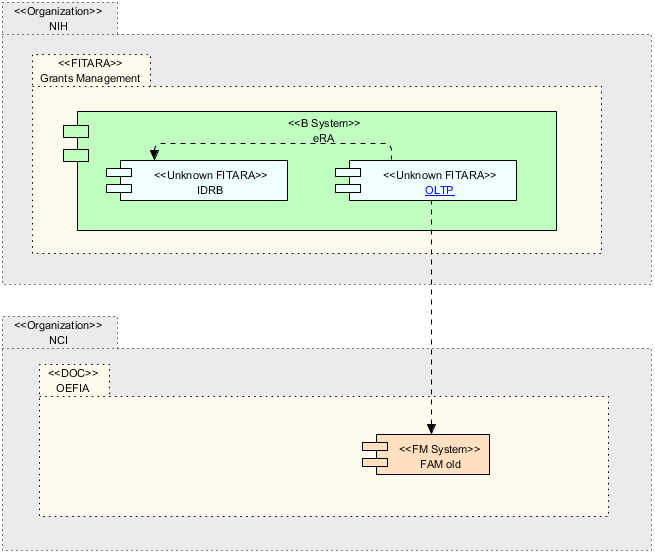 <<Organization>>
NIH
<<FITARA>>
Grants Management
<<B System>>
eRA
<<Unknown FITARA>>
IDRB
<<Unknown FITARA>>
OLTP
<<Organization>>
NCI
<<DOC>>
OEFIA
<<FM System>>
FAM old